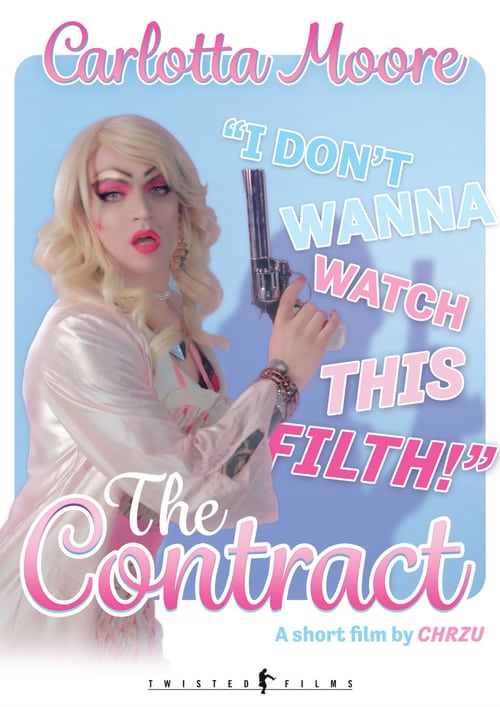 Carlotta Moore
“I DON’T
WANNA
WATCH
THIS
FILTH!”
The
Contract
A short film by CHRZU
TWISTED FILMS